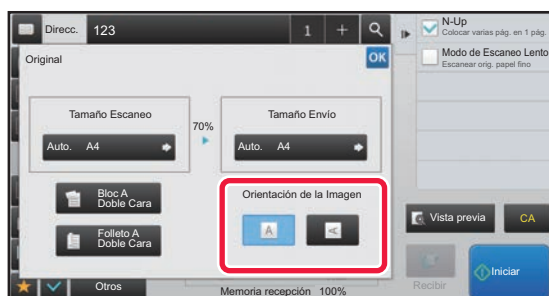 Direcc. 123 1 + 
N-Up
Colocar varias pág. en 1 pág.
Modo de Escaneo Lento
Escanear orig. papel fino
Original OK
Tamaño Escaneo
Auto. A4
70%
Tamaño Envío
Auto. A4
Bloc A
Doble Cara
Folleto A
Doble Cara
Orientación de la Imagen
A A
Vista previa CA
Otros
Memoria recepción 100%
Recibir
Iniciar